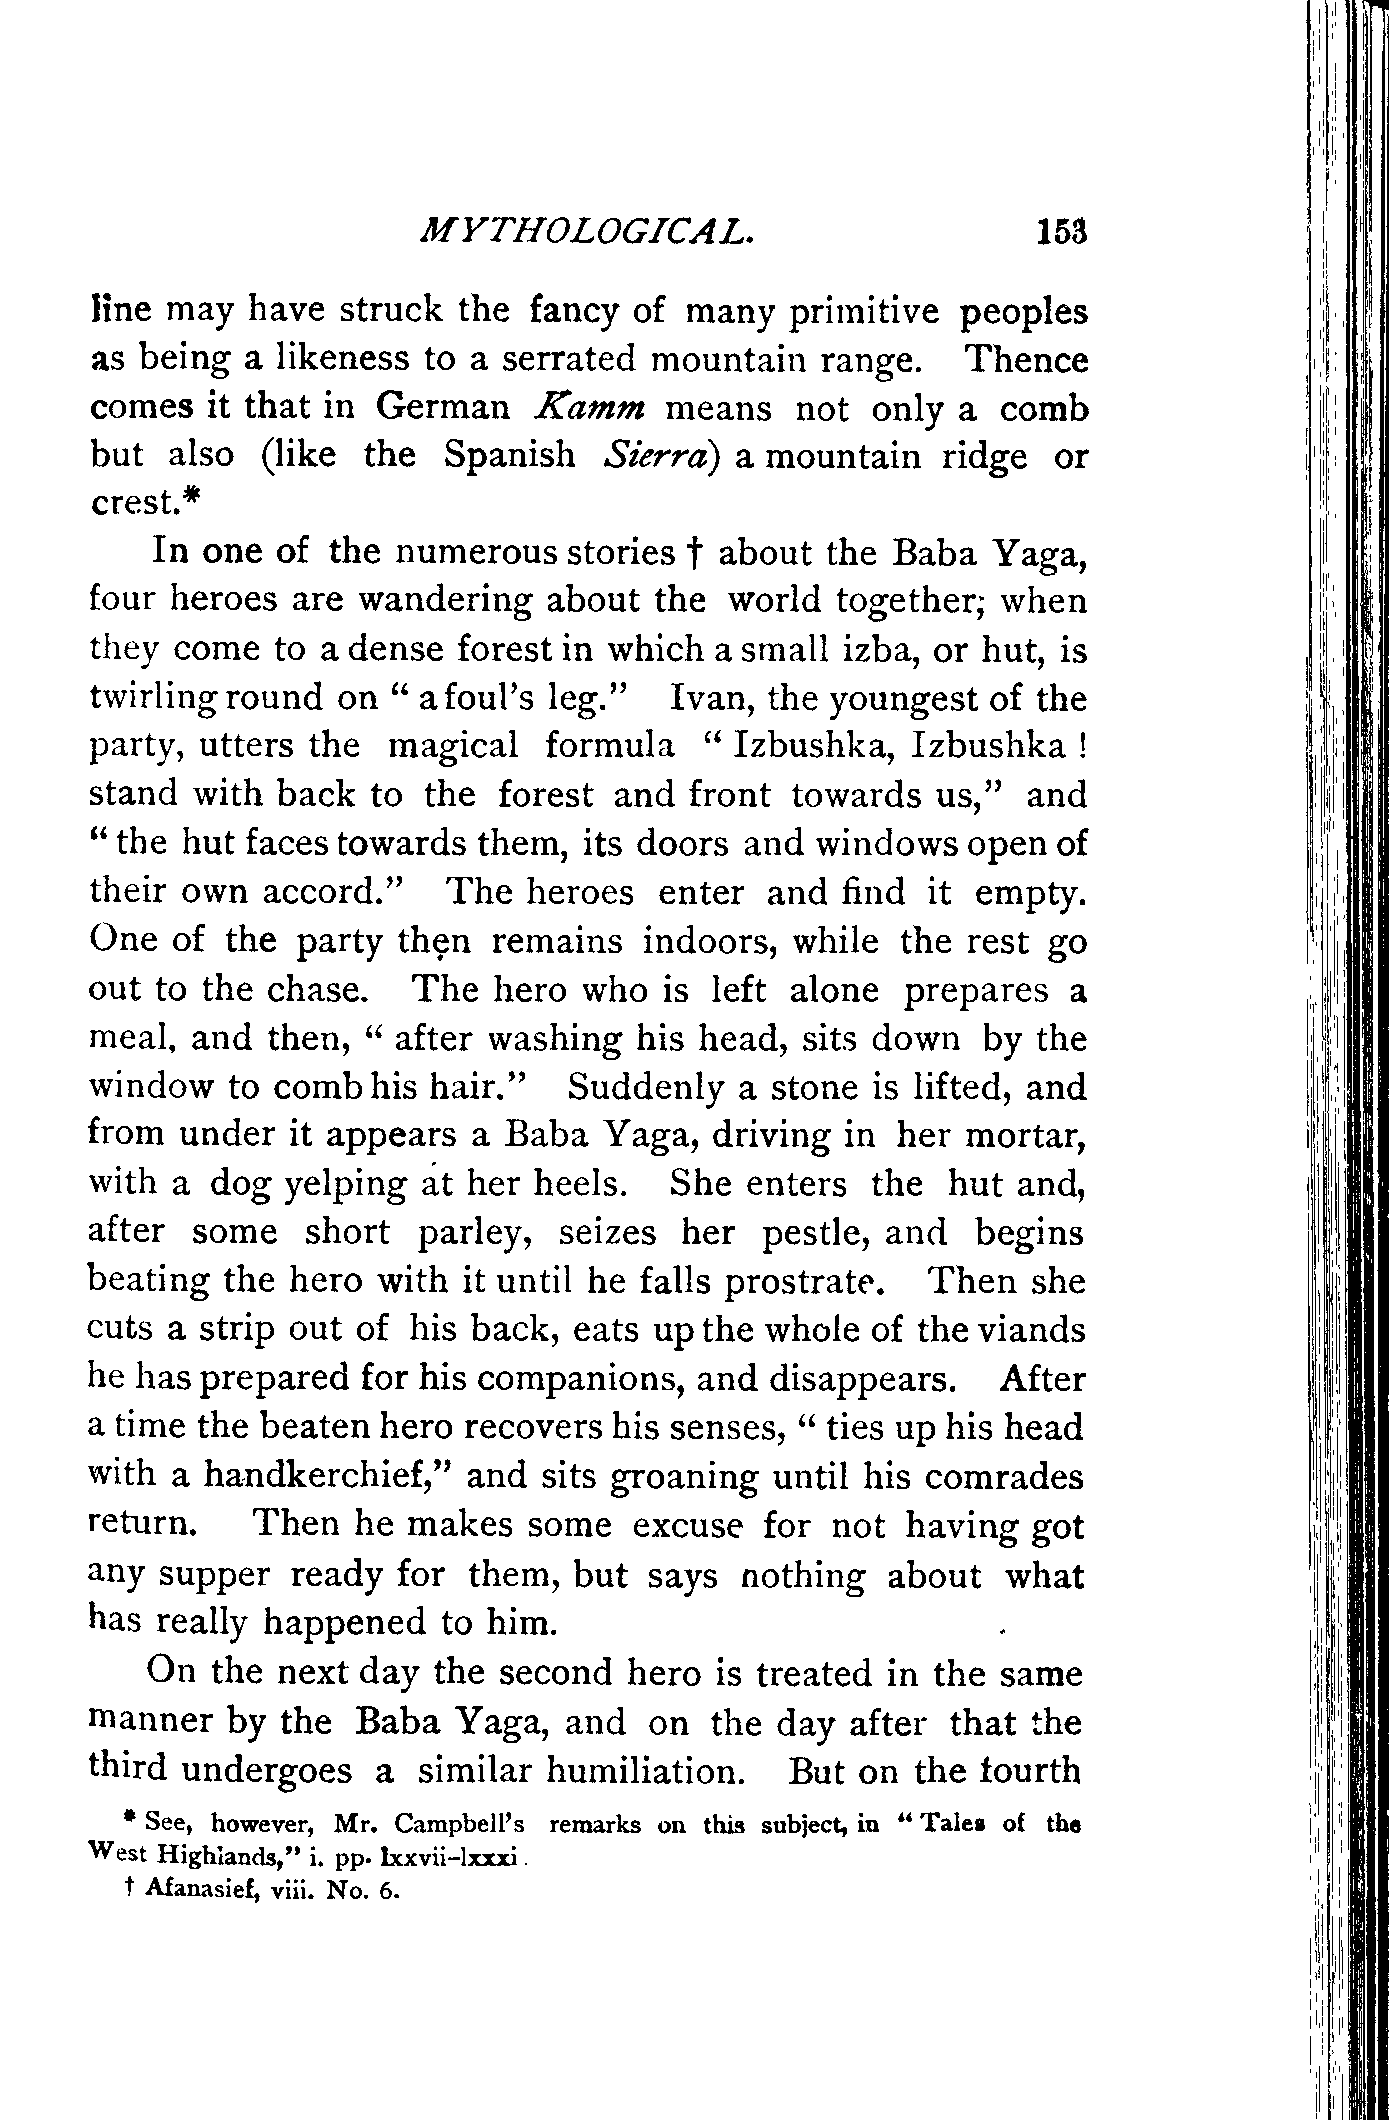 MYTHOLOGICAL. 153
line may have struck the fancy of many primitive peoples
as being a likeness to a serrated mountain range. Thence
comes it that in German Kamm means not only a comb
but also (like the Spanish Sierra) a mountain ridge or
crest.*
In one of the numerous stories † about the Baba Yaga,
four heroes are wandering about the world together; when
they come to a dense forest in which a small izba, or hut, is
twirling round on “ a foul’s leg.” Ivan, the youngest of the
party, utters the magical formula “ Izbushka, Izbushka !
stand with back to the forest and front towards us,” and
“ the hut faces towards them, its doors and windows open of
their own accord.” The heroes enter and find it empty.
One of the party then remains indoors, while the rest go
out to the chase. The hero who is left alone prepares a
meal, and then, “ after washing his head, sits down by the
window to comb his hair.” Suddenly a stone is lifted, and
from under it appears a Baba Yaga, driving in her mortar,
with a dog yelping at her heels. She enters the hut and,
after some short parley, seizes her pestle, and begins
beating the hero with it until he falls prostrate. Then she
cuts a strip out of his back, eats up the whole of the viands
he has prepared for his companions, and disappears. After
a time the beaten hero recovers his senses, “ ties up his head
with a handkerchief,” and sits groaning until his comrades
return. Then he makes some excuse for not having got
any supper ready for them, but says nothing about what
has really happened to him.
On the next day the second hero is treated in the same
manner by the Baba Yaga, and on the day after that the
third undergoes a similar humiliation. But on the fourth
* See, however, Mr. Campbell’s remarks on this subject, in “ Tales of the
West Highlands,” i. pp. lxxvii–lxxxi.
† Afanasief, viii. No. 6.